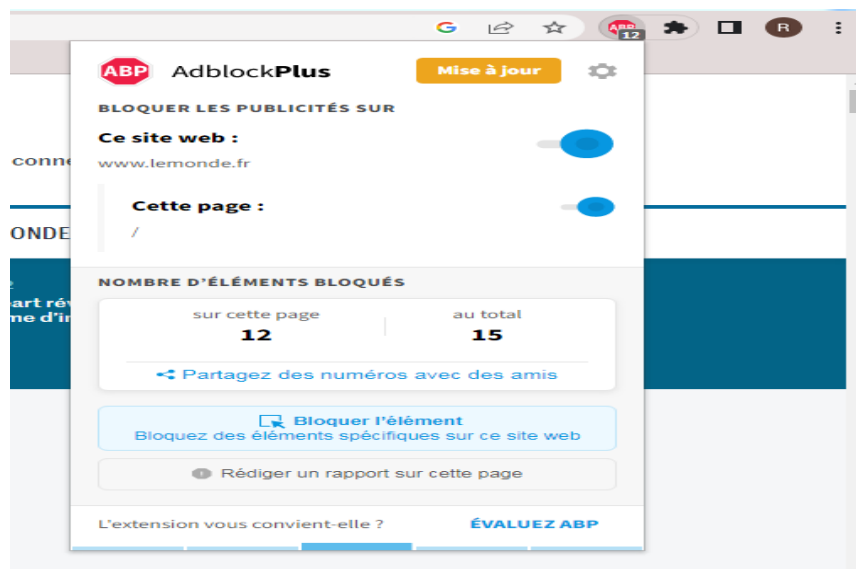 ABP
12
R
ABP AdblockPlus Mise à jour
BLOQUER LES PUBLICITÉS SUR
Ce site web :
conne
www.lemonde.fr
Cette page :
ONDE
/
NOMBRE D'ÉLÉMENTS BLOQUÉS
art rév
me d'in
sur cette page au total
12 15
Partagez des numéros avec des amis
Bloquer l'élément
Bloquez des éléments spécifiques sur ce site web
Rédiger un rapport sur cette page
L'extension vous convient-elle ? ÉVALUEZ ABP